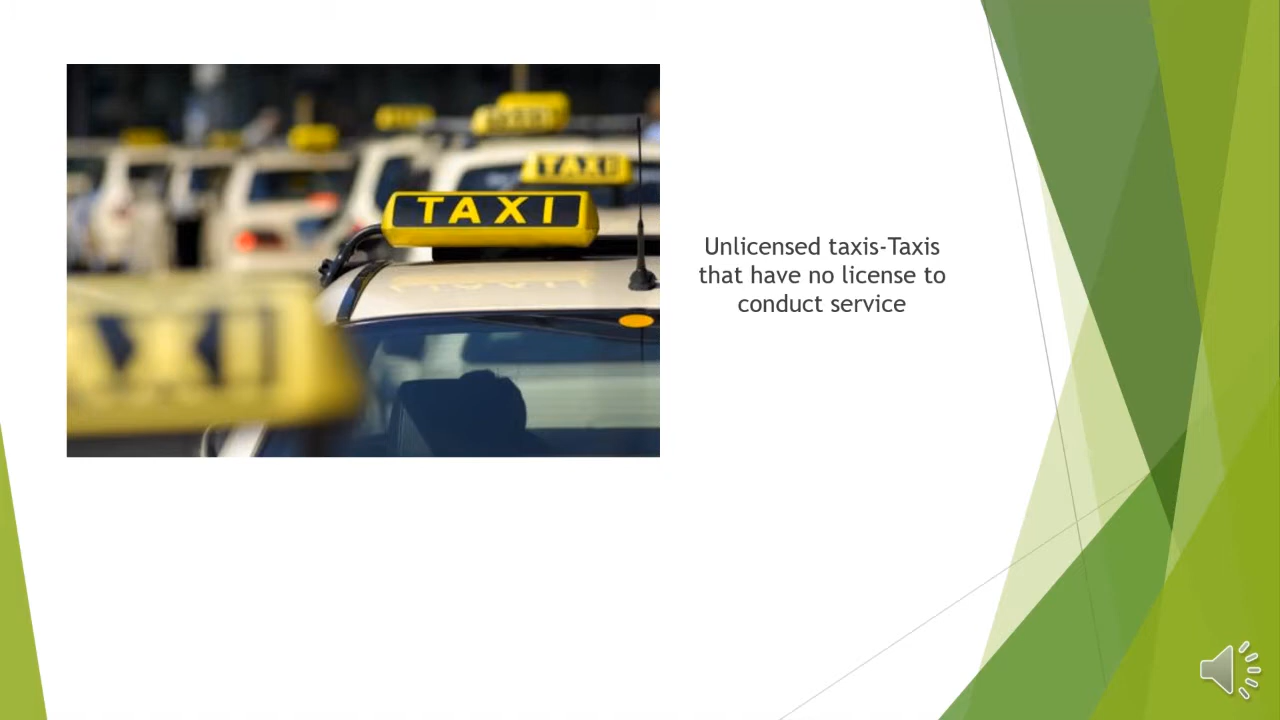 TAXI
TAXI
Unlicensed taxis-Taxis
that have no license to
conduct service